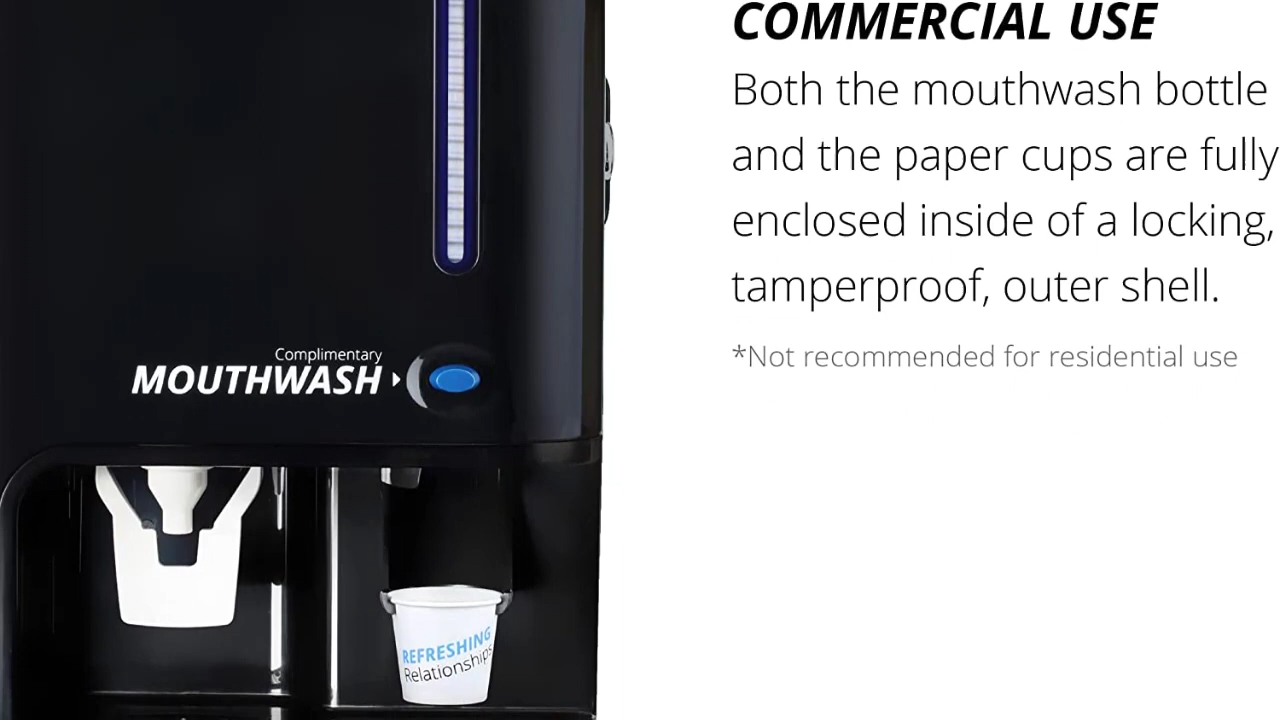 COMMERCIAL USE
Both the mouthwash bottle
and the paper cups are fully
enclosed inside of a locking,
tamperproof, outer shell.
*Not recommended for residential use
Complimentary
MOUTHWASH
REFRESHING
Relationships